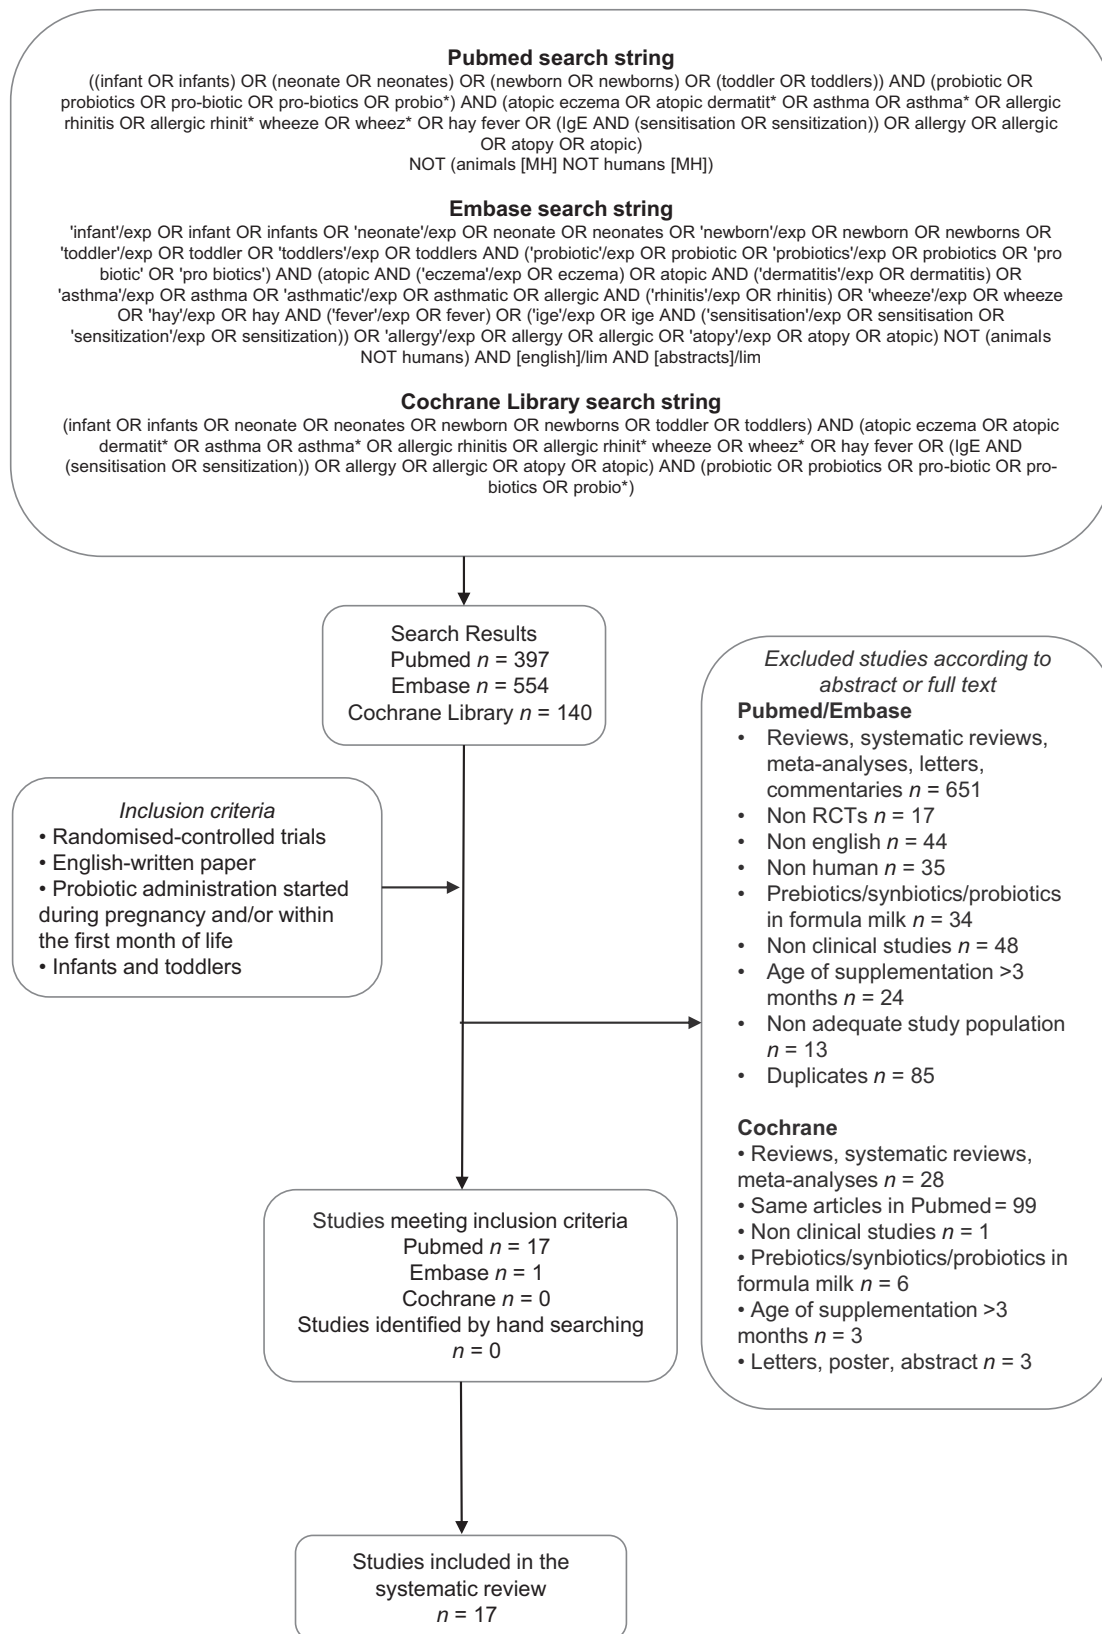 Pubmed search string
((infant OR infants) OR (neonate OR neonates) OR (newborn OR newborns) OR (toddler OR toddlers)) AND (probiotic OR
probiotics OR pro-biotic OR pro-biotics OR probio*) AND (atopic eczema OR atopic dermatit* OR asthma OR asthma* OR allergic
rhinitis OR allergic rhinit* wheeze OR wheez* OR hay fever OR (IgE AND (sensitisation OR sensitization)) OR allergy OR allergic
OR atopy OR atopic)
NOT (animals [MH] NOT humans [MH])
Embase search string
'infant'/exp OR infant OR infants OR 'neonate'/exp OR neonate OR neonates OR 'newborn'/exp OR newborn OR newborns OR
'toddler'/exp OR toddler OR 'toddlers'/exp OR toddlers AND ('probiotic'/exp OR probiotic OR 'probiotics'/exp OR probiotics OR 'pro
biotic' OR 'pro biotics') AND (atopic AND ('eczema'/exp OR eczema) OR atopic AND ('dermatitis'/exp OR dermatitis) OR
'asthma'/exp OR asthma OR 'asthmatic'/exp OR asthmatic OR allergic AND ('rhinitis'/exp OR rhinitis) OR 'wheeze'/exp OR wheeze
OR 'hay'/exp OR hay AND ('fever'/exp OR fever) OR ('ige'/exp OR ige AND ('sensitisation'/exp OR sensitisation OR
'sensitization'/exp OR sensitization)) OR 'allergy'/exp OR allergy OR allergic OR 'atopy'/exp OR atopy OR atopic) NOT (animals
NOT humans) AND [english]/lim AND [abstracts]/lim
Cochrane Library search string
(infant OR infants OR neonate OR neonates OR newborn OR newborns OR toddler OR toddlers) AND (atopic eczema OR atopic
dermatit* OR asthma OR asthma* OR allergic rhinitis OR allergic rhinit* wheeze OR wheez* OR hay fever OR (IgE AND
(sensitisation OR sensitization)) OR allergy OR allergic OR atopy OR atopic) AND (probiotic OR probiotics OR pro-biotic OR pro-
biotics OR probio*)
Search Results
Pubmed n = 397
Embase n = 554
Cochrane Library n = 140
Inclusion criteria
• Randomised-controlled trials
• English-written paper
• Probiotic administration started
during pregnancy and/or within
the first month of life
• Infants and toddlers
Excluded studies according to
abstract or full text
Pubmed/Embase
• Reviews, systematic reviews,
meta-analyses, letters,
commentaries n = 651
• Non RCTs n = 17
• Non english n = 44
• Non human n = 35
• Prebiotics/synbiotics/probiotics
in formula milk n = 34
• Non clinical studies n = 48
• Age of supplementation >3
months n = 24
• Non adequate study population
n = 13
• Duplicates n = 85
Cochrane
• Reviews, systematic reviews,
meta-analyses n = 28
• Same articles in Pubmed = 99
• Non clinical studies n = 1
• Prebiotics/synbiotics/probiotics in
formula milk n = 6
• Age of supplementation >3
months n = 3
• Letters, poster, abstract n = 3
Studies meeting inclusion criteria
Pubmed n = 17
Embase n = 1
Cochrane n = 0
Studies identified by hand searching
n = 0
Studies included in the
systematic review
n = 17